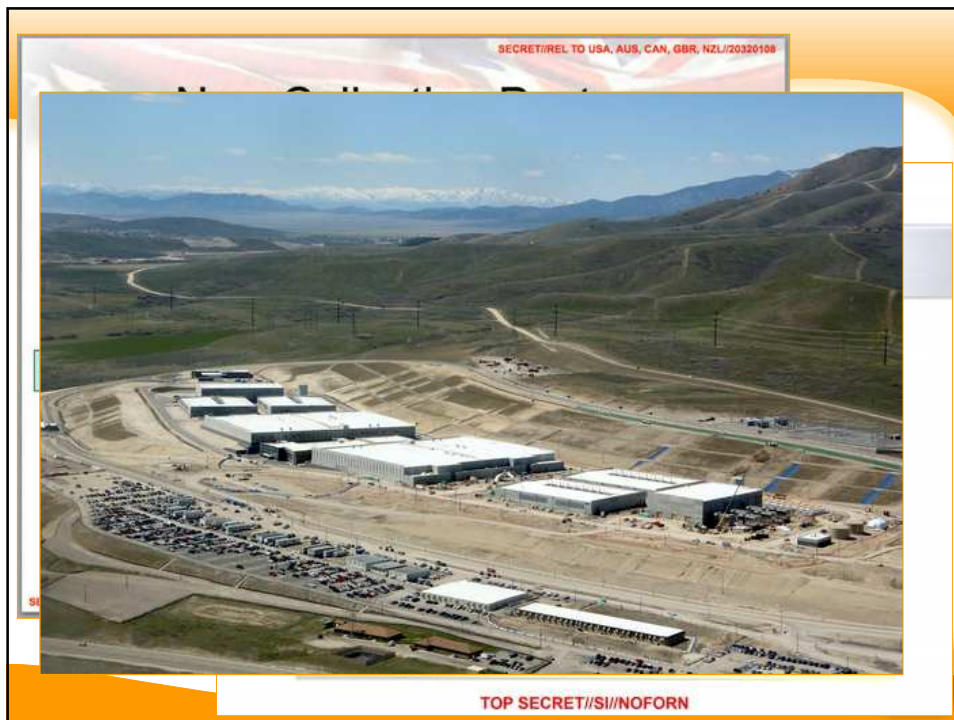 SECRET//REL TO USA, AUS, CAN, GBR, NZL//20320108
TOP SECRET//SI//NOFORN